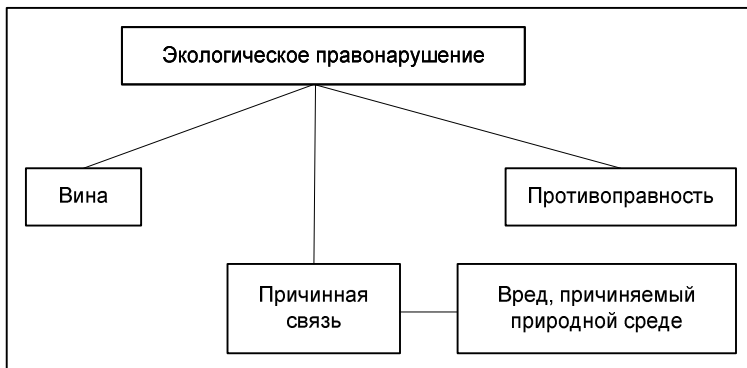 Экологическое правонарушение
Вина
Противоправность
Причинная
связь
Вред, причиняемый
природной среде